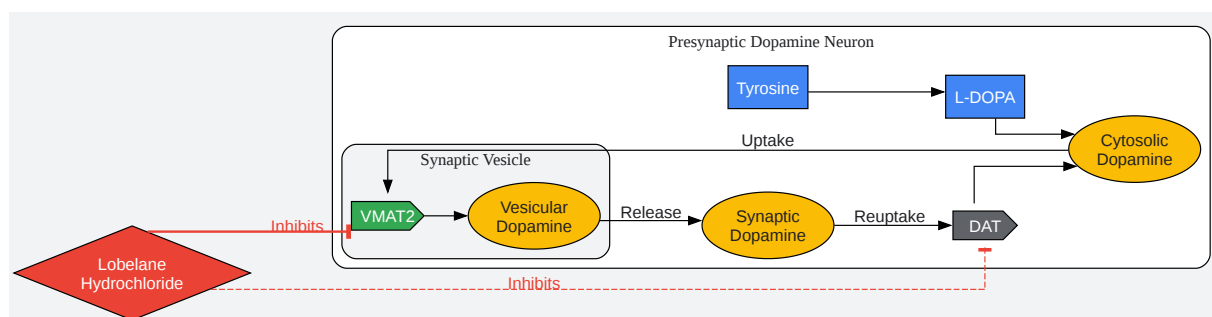 Presynaptic Dopamine Neuron
Tyrosine
L-DOPA
Uptake
Cytosolic
Dopamine
Synaptic Vesicle
VMAT2
Vesicular
Dopamine
Release
Synaptic
Dopamine
Reuptake
DAT
Inhibits
Lobelane
Hydrochloride
Inhibits